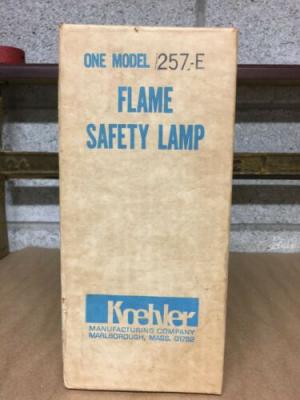 ONE MODEL 257-E
FLAME
SAFETY LAMP
Koehler
MANUFACTURING COMPANY
MARLBOROUGH, MASS. 01752